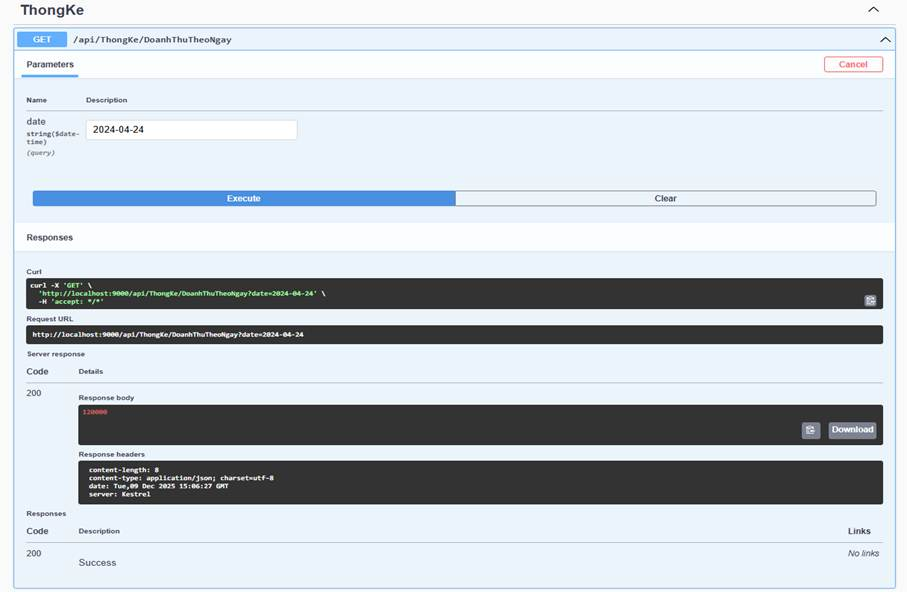 ThongKe
GET /api/ThongKe/DoanhThuTheoNgay
Parameters
Cancel
Name Description
date
string($date-
time)
(query)
2024-04-24
Execute Clear
Responses
Curl
curl -X 'GET' \
'http://localhost:9000/api/ThongKe/DoanhThuTheoNgay?date=2024-04-24' \
-H 'accept: */*'
Request URL
http://localhost:9000/api/ThongKe/DoanhThuTheoNgay?date=2024-04-24
Server response
Code Details
200
Response body
120000
Download
Response headers
content-length: 8
content-type: application/json; charset=utf-8
date: Tue,09 Dec 2025 15:06:27 GMT
server: Kestrel
Responses
Code Description Links
200 No links
Success